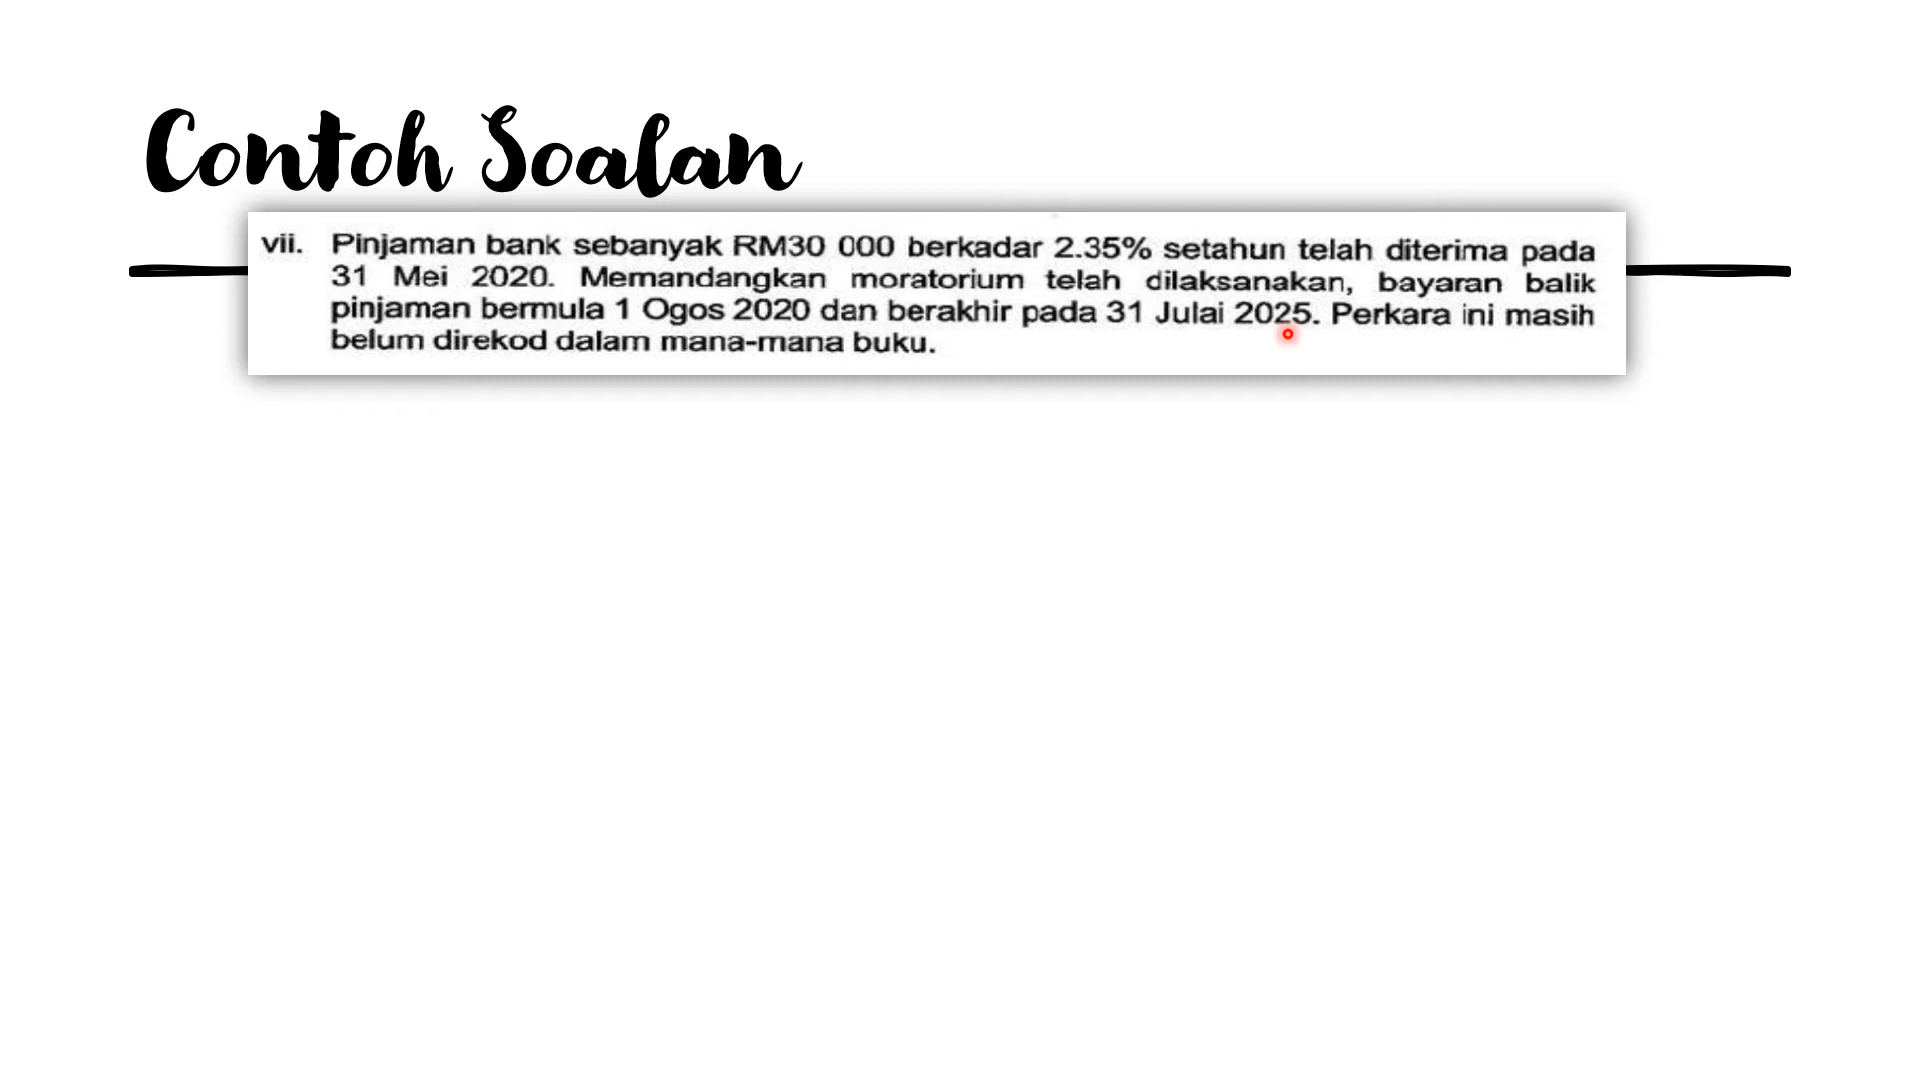 Contoh Soalan
vii. Pinjaman bank sebanyak RM30 000 berkadar 2.35% setahun telah diterima pada
31 Mei 2020. Memandangkan moratorium telah dilaksanakan, bayaran balik
pinjaman bermula 1 Ogos 2020 dan berakhir pada 31 Julai 2025. Perkara ini masih
belum direkod dalam mana-mana buku.